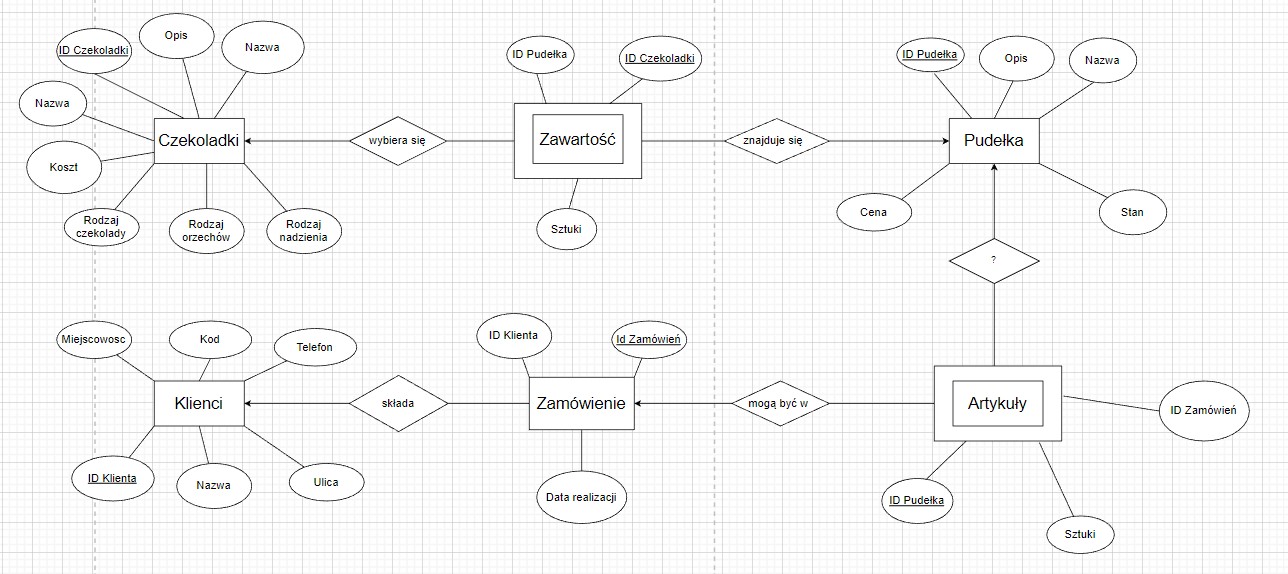 ID Czekoladki
Opis
Nazwa
Nazwa
Koszt
Czekoladki
Rodzaj
czekolady
Rodzaj
orzechów
Rodzaj
nadzienia
wybiera się
ID Pudełka
ID Czekoladki
Zawartość
Sztuki
znajduje się
ID Pudełka
Opis
Nazwa
Pudełka
Cena
Stan
?
Miejscowosc
Kod
Telefon
Klienci
ID Klienta
Nazwa
Ulica
składa
ID Klienta
Id Zamówień
Zamówienie
Data realizacji
mogą być w
Artykuły
ID Zamówień
ID Pudełka
Sztuki